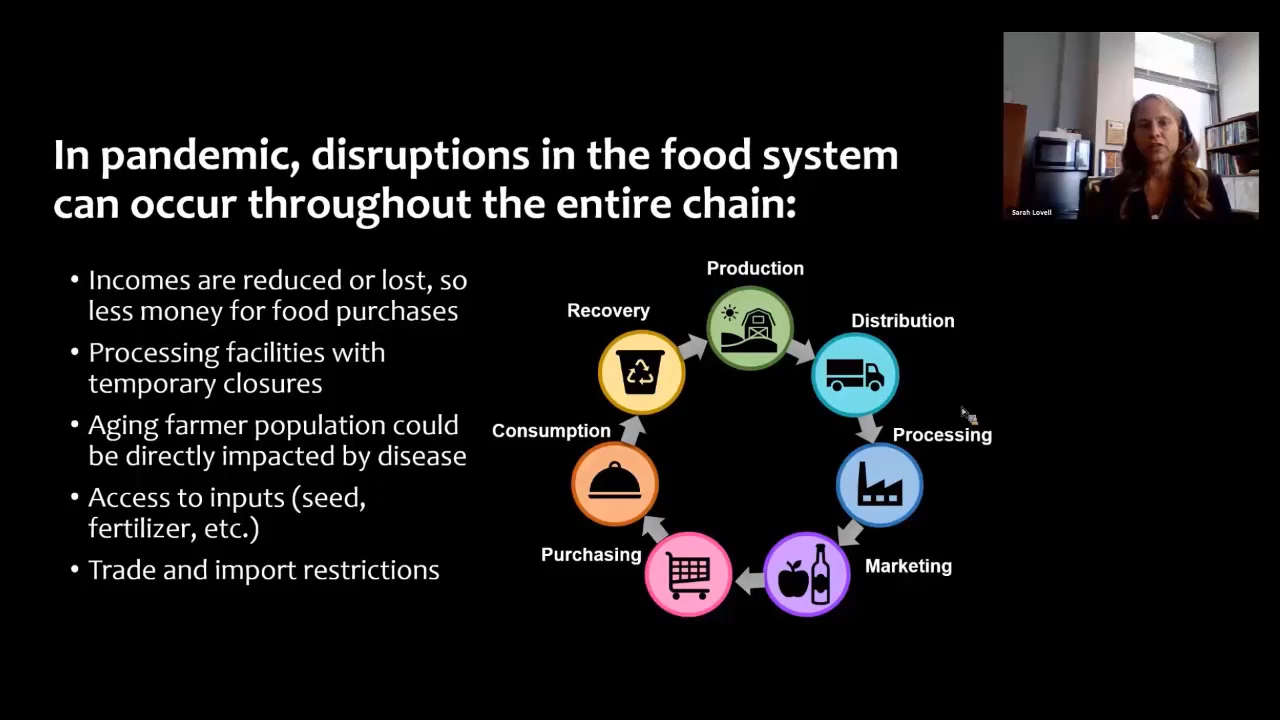 In pandemic, disruptions in the food system
can occur throughout the entire chain:
Sarah Lovell
• Incomes are reduced or lost, so
less money for food purchases
• Processing facilities with
temporary closures
• Aging farmer population could
be directly impacted by disease
• Access to inputs (seed,
fertilizer, etc.)
• Trade and import restrictions
Production
Distribution
Processing
Marketing
Purchasing
Consumption
Recovery